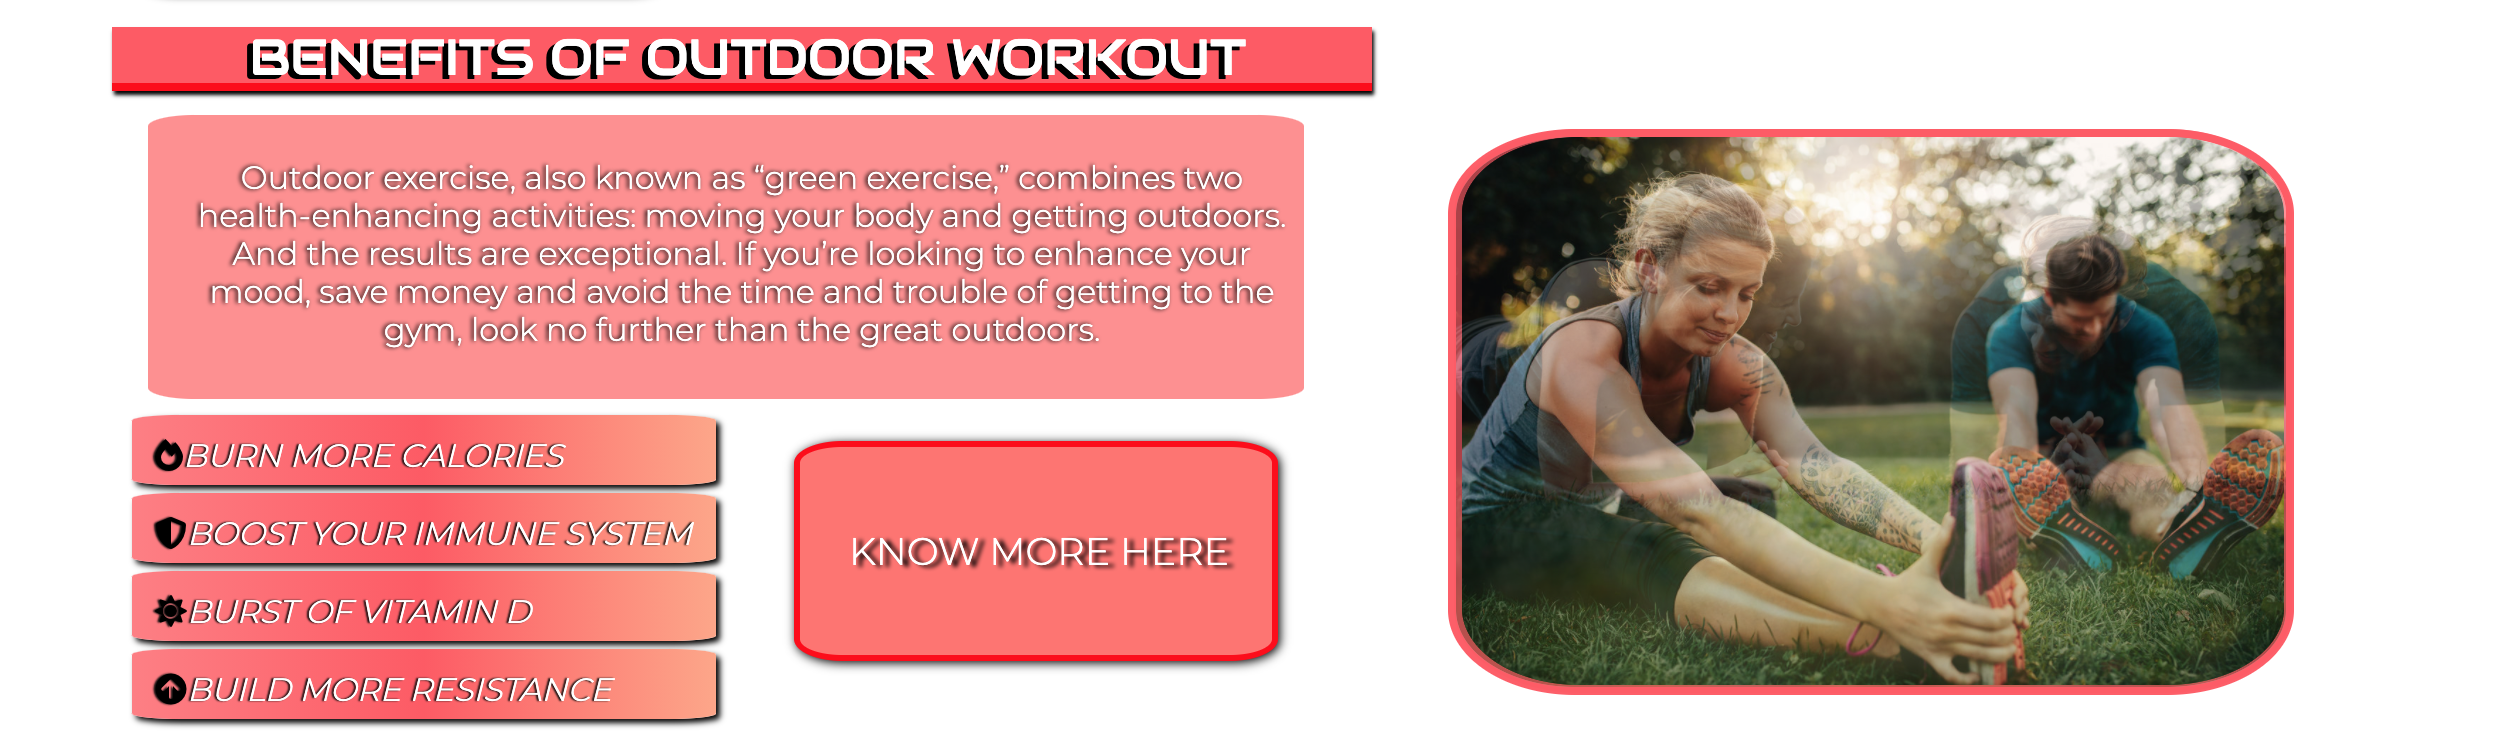 BENEFITS OF OUTDOOR WORKOUT
Outdoor exercise, also known as “green exercise,” combines two
health-enhancing activities: moving your body and getting outdoors.
And the results are exceptional. If you’re looking to enhance your
mood, save money and avoid the time and trouble of getting to the
gym, look no further than the great outdoors.
BURN MORE CALORIES
BOOST YOUR IMMUNE SYSTEM
BURST OF VITAMIN D
BUILD MORE RESISTANCE
KNOW MORE HERE